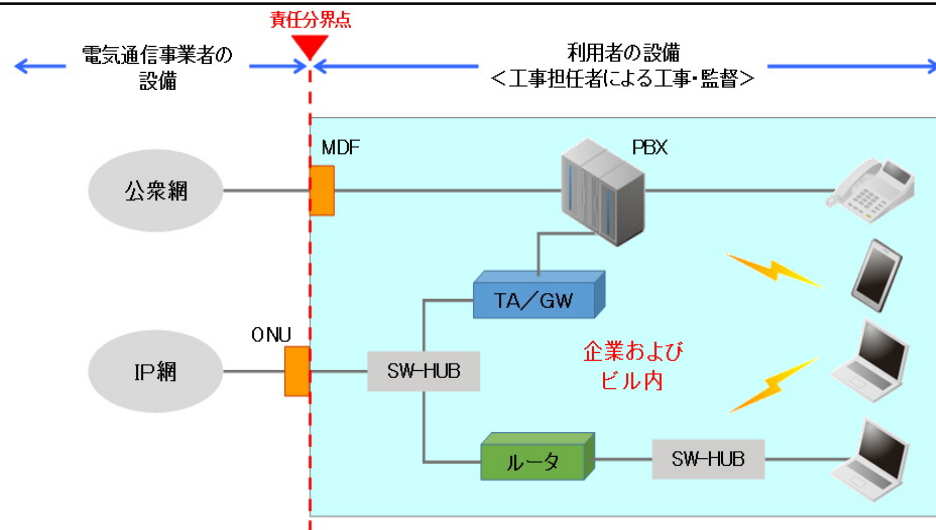 責任分界点
電気通信事業者の
設備
利用者の設備
<工事担任者による工事・監督>
MDF
PBX
公衆網
TA/GW
ONU
IP網
SW-HUB
企業および
ビル内
ルータ
SW-HUB